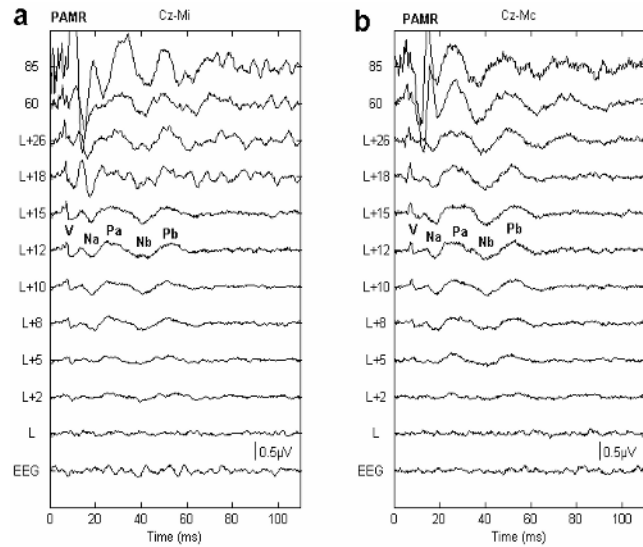 a
PAMR
Cz-Mi
85
60
L+26
L+18
L+15
V
Na
Pa
Nb
Pb
L+12
L+10
L+8
L+5
L+2
L
0.5µV
EEG
0 20 40 60 80 100
Time (ms)
b
PAMR
Cz-Mc
85
60
L+26
L+18
L+15
V
Na
Pa
Nb
Pb
L+12
L+10
L+8
L+5
L+2
L
0.5µV
EEG
0 20 40 60 80 100
Time (ms)